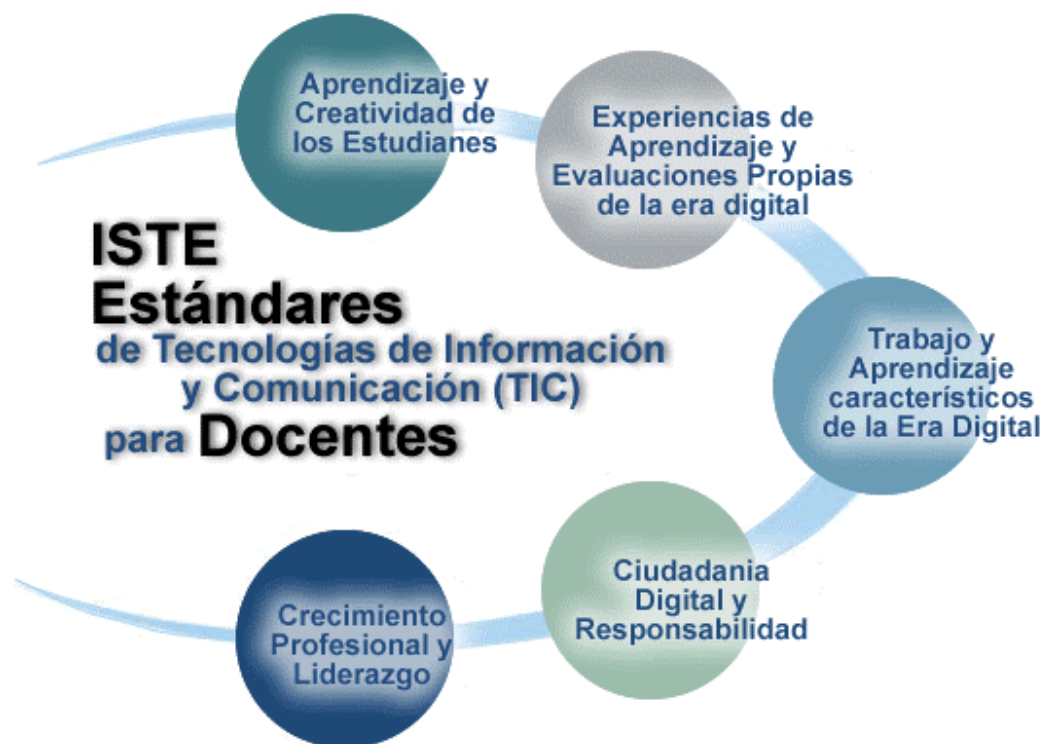 ISTE
Estándares
de Tecnologías de Información
y Comunicación (TIC)
para Docentes
Aprendizaje y
Creatividad de
los Estudianes
Experiencias de
Aprendizaje y
Evaluaciones Propias
de la era digital
Trabajo y
Aprendizaje
característicos
de la Era Digital
Ciudadania
Digital y
Responsabilidad
Crecimiento
Profesional y
Liderazgo